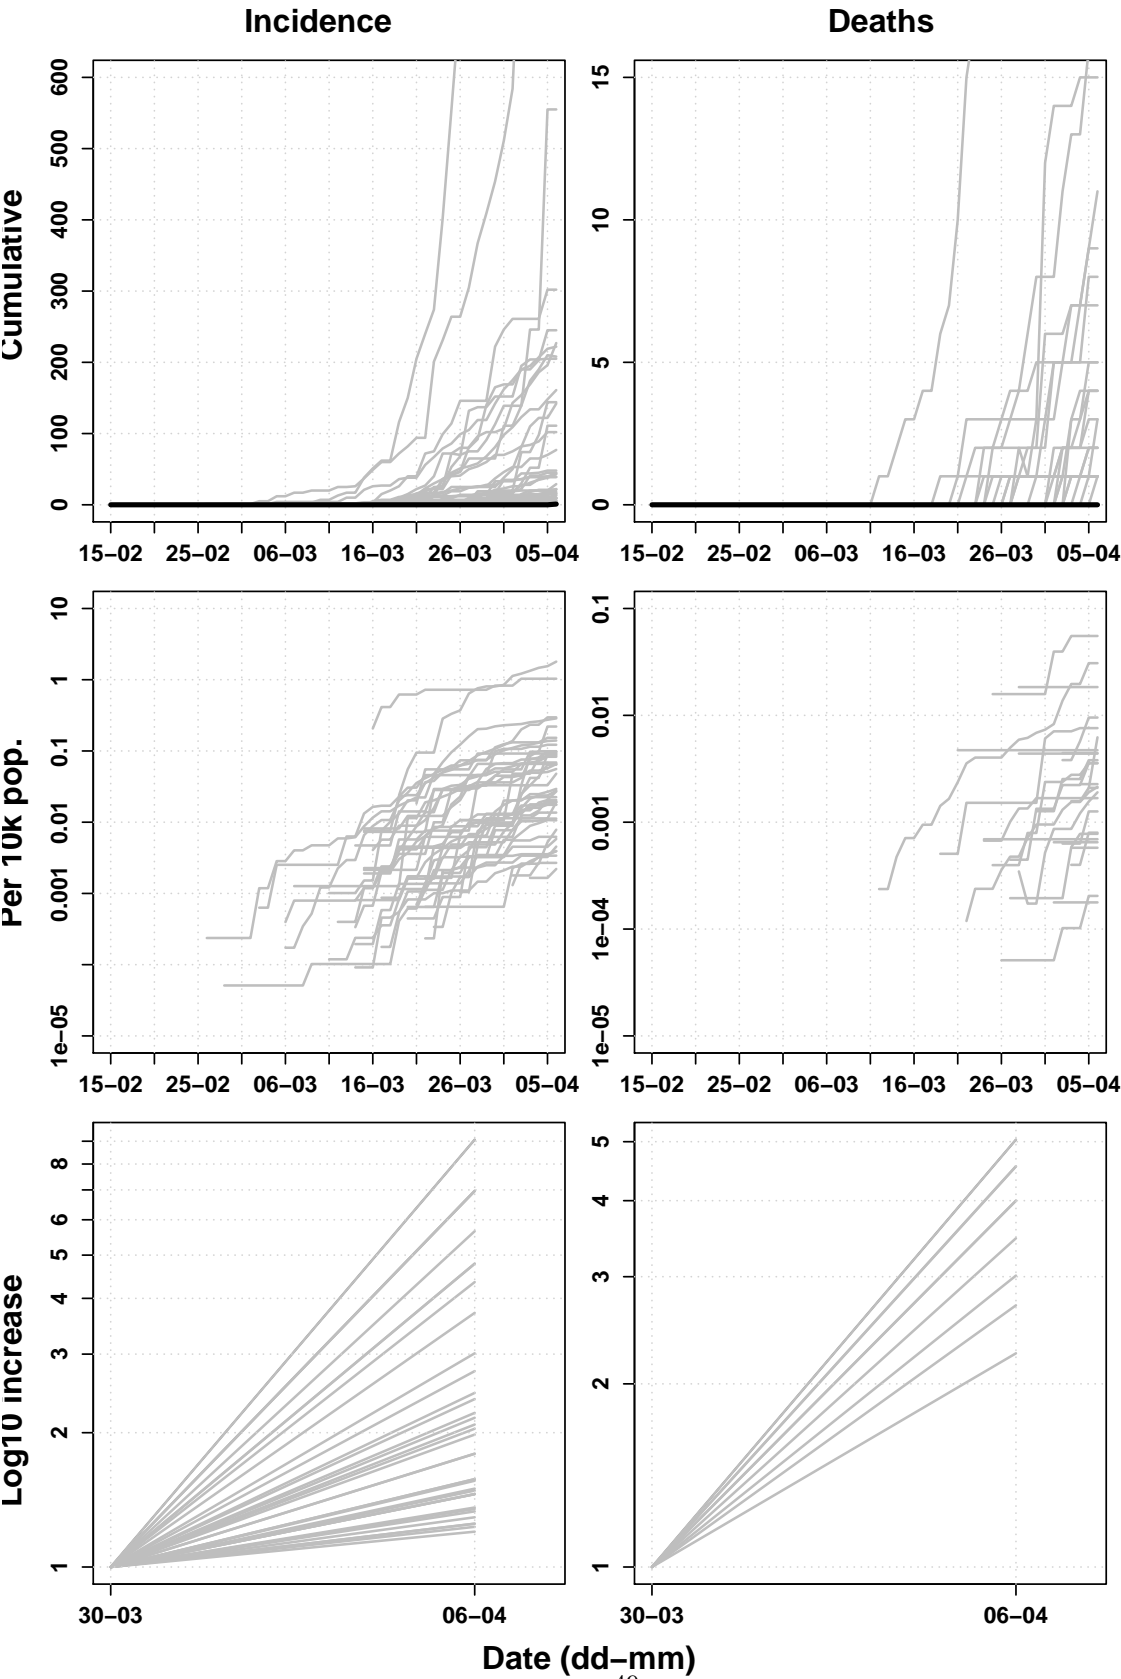 Incidence Deaths
Cumulative
0 100 200 300 400 500 600
0 5 10 15
15−02 25−02 06−03 16−03 26−03 05−04
15−02 25−02 06−03 16−03 26−03 05−04
Per 10k pop.
1e−05 0.001 0.01 0.1 1 10
1e−05 1e−04 0.001 0.01 0.1
15−02 25−02 06−03 16−03 26−03 05−04
15−02 25−02 06−03 16−03 26−03 05−04
Log10 increase
1 2 3 4 5 6 8
1 2 3 4 5
30−03 06−04
30−03 06−04
Date (dd−mm)